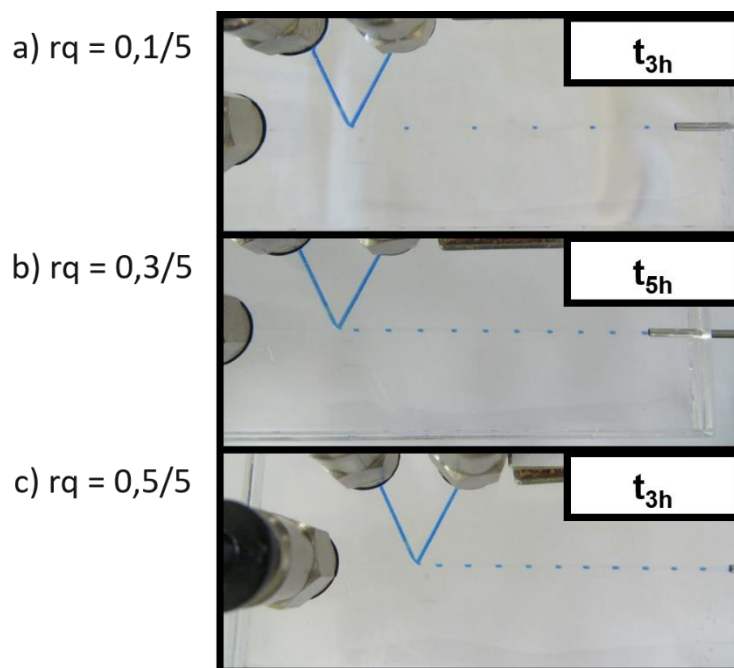 a) rq = 0,1/5
t3h
b) rq = 0,3/5
t5h
c) rq = 0,5/5
t3h